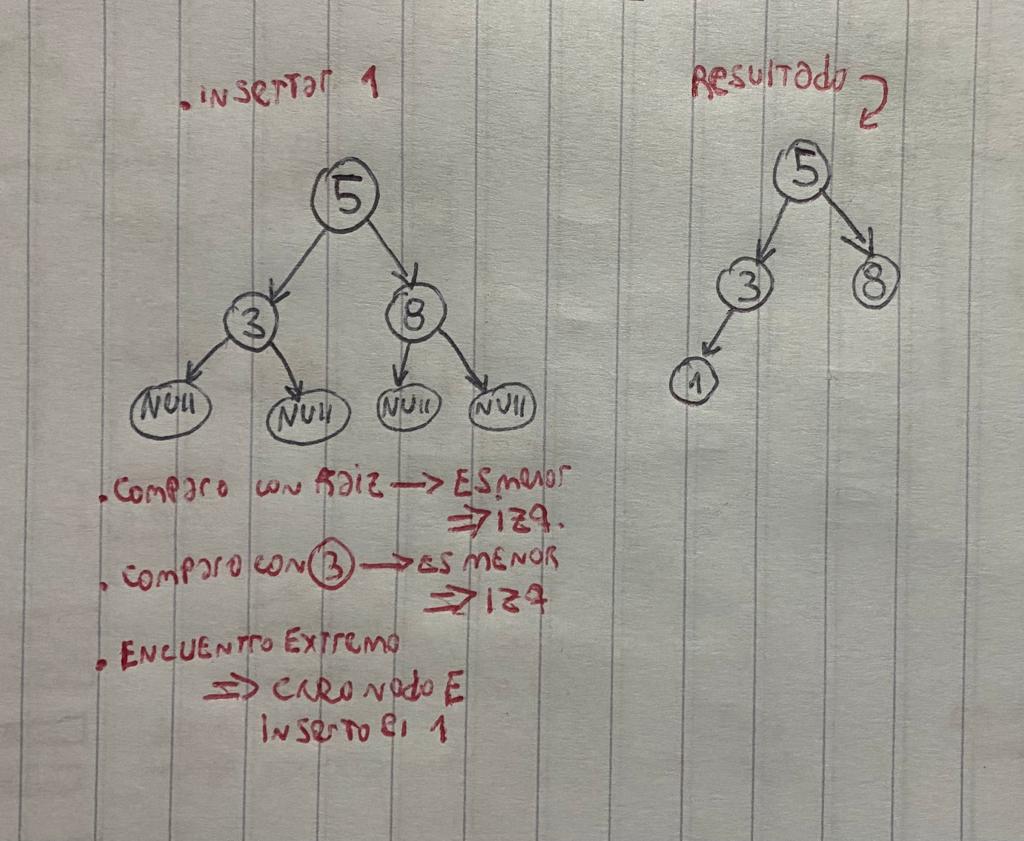 . insertar 1
5
3 8
NUll NUll NUll NUll
. comparo con Raiz → ES menor
⇒ izq.
. comparo con 3 → ES MENOR
⇒ izq
. ENCUENTro EXTremo
⇒ CREO Nodo E
inserto el 1
Resultado
5
3 8
1